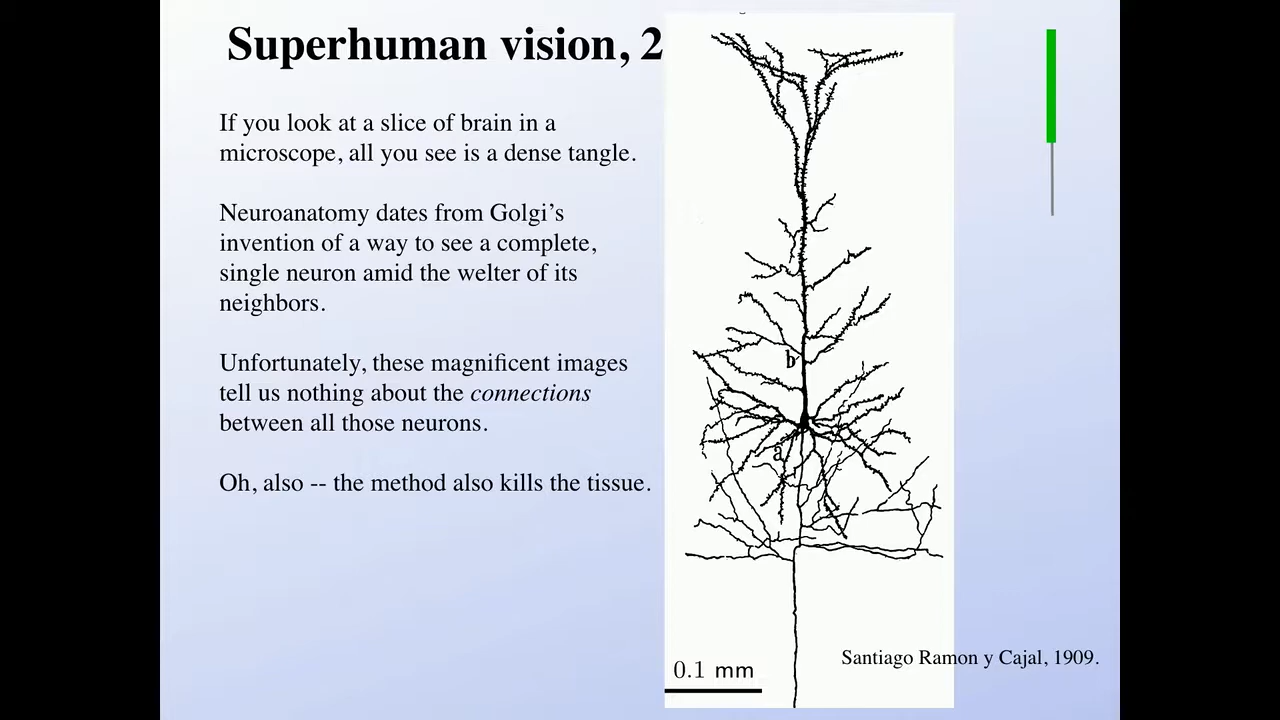 Superhuman vision, 2
If you look at a slice of brain in a
microscope, all you see is a dense tangle.
Neuroanatomy dates from Golgi’s
invention of a way to see a complete,
single neuron amid the welter of its
neighbors.
Unfortunately, these magnificent images
tell us nothing about the connections
between all those neurons.
Oh, also -- the method also kills the tissue.
b
a
0.1 mm
Santiago Ramon y Cajal, 1909.